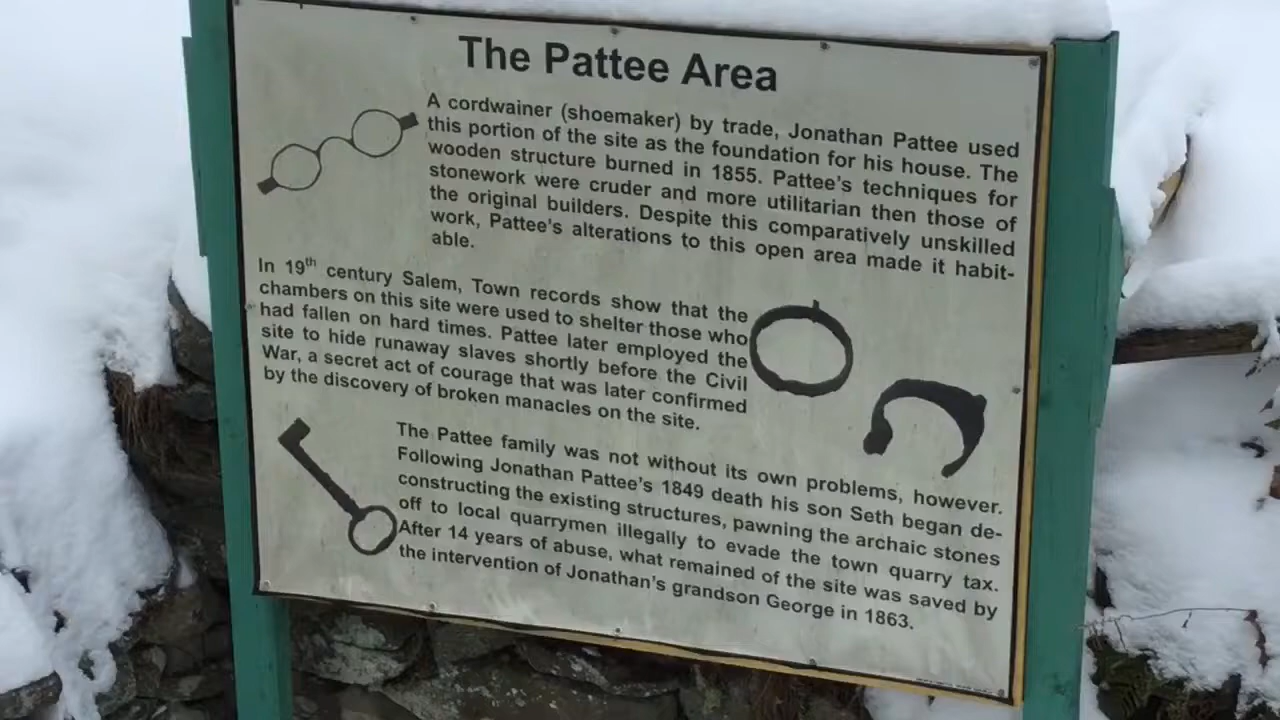 The Pattee Area
A cordwainer (shoemaker) by trade, Jonathan Pattee used
this portion of the site as the foundation for his house. The
wooden structure burned in 1855. Pattee's techniques for
stonework were cruder and more utilitarian then those of
the original builders. Despite this comparatively unskilled
work, Pattee's alterations to this open area made it habit-
able.
In 19th century Salem, Town records show that the
chambers on this site were used to shelter those who
had fallen on hard times. Pattee later employed the
site to hide runaway slaves shortly before the Civil
War, a secret act of courage that was later confirmed
by the discovery of broken manacles on the site.
The Pattee family was not without its own problems, however.
Following Jonathan Pattee's 1849 death his son Seth began de-
constructing the existing structures, pawning the archaic stones
off to local quarrymen illegally to evade the town quarry tax.
After 14 years of abuse, what remained of the site was saved by
the intervention of Jonathan's grandson George in 1863.